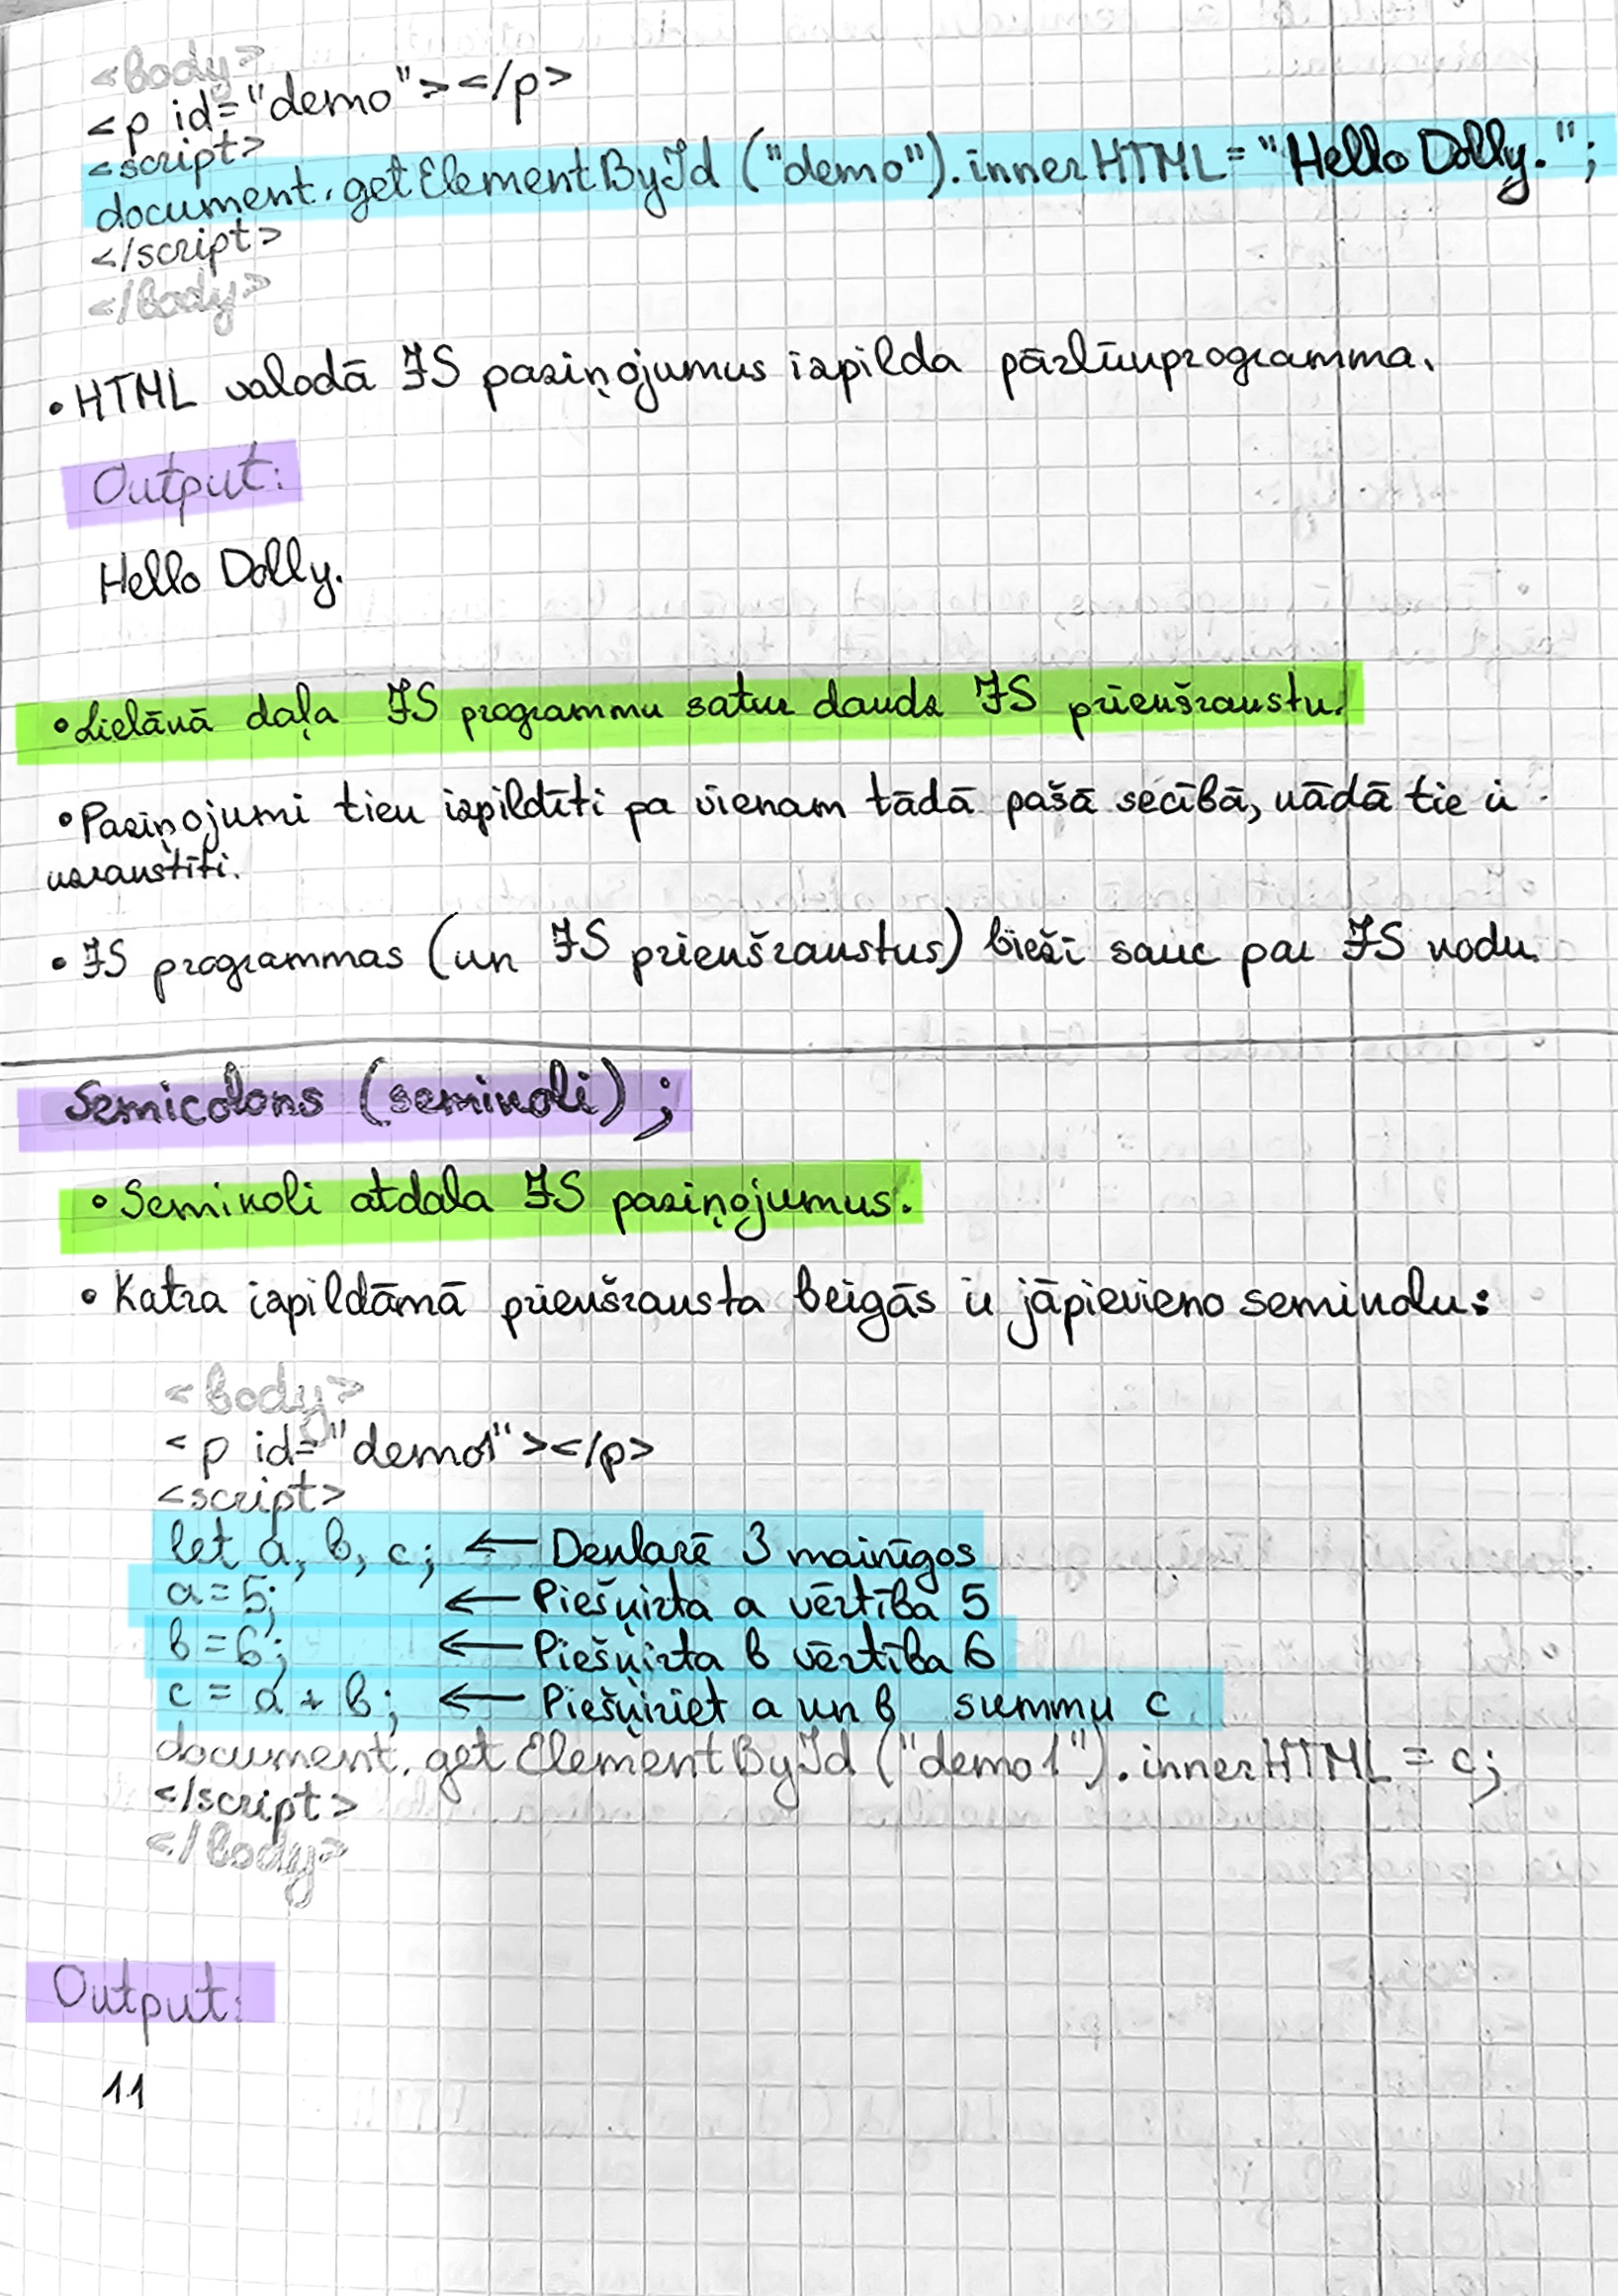 <body>
<p id="demo"></p>
<script>
document.getElementById ("demo").innerHTML = "Hello Dolly.";
</script>
</body>
• HTML valodā JS paziņojumus izpilda pārlūkprogramma.
Output:
Hello Dolly.
• Lielākā daļa JS programmu satur daudz JS priekšrakstu.
• Paziņojumi tiek izpildīti pa vienam tādā pašā secībā, kādā tie ir
uzrakstīti.
• JS programmas (un JS priekšrakstus) bieži sauc par JS kodu.
Semicolons (semikoli) ;
• Semikoli atdala JS paziņojumus.
• Katra izpildāmā priekšraksta beigās ir jāpievieno semikolu:
<body>
<p id="demo1"></p>
<script>
let a, b, c; ← Deklarē 3 mainīgos
a = 5; ← Piešķirta a vērtība 5
b = 6; ← Piešķirta b vērtība 6
c = a + b; ← Piešķiriet a un b summu c
document.getElementById ("demo1").innerHTML = c;
</script>
</body>
Output:
11